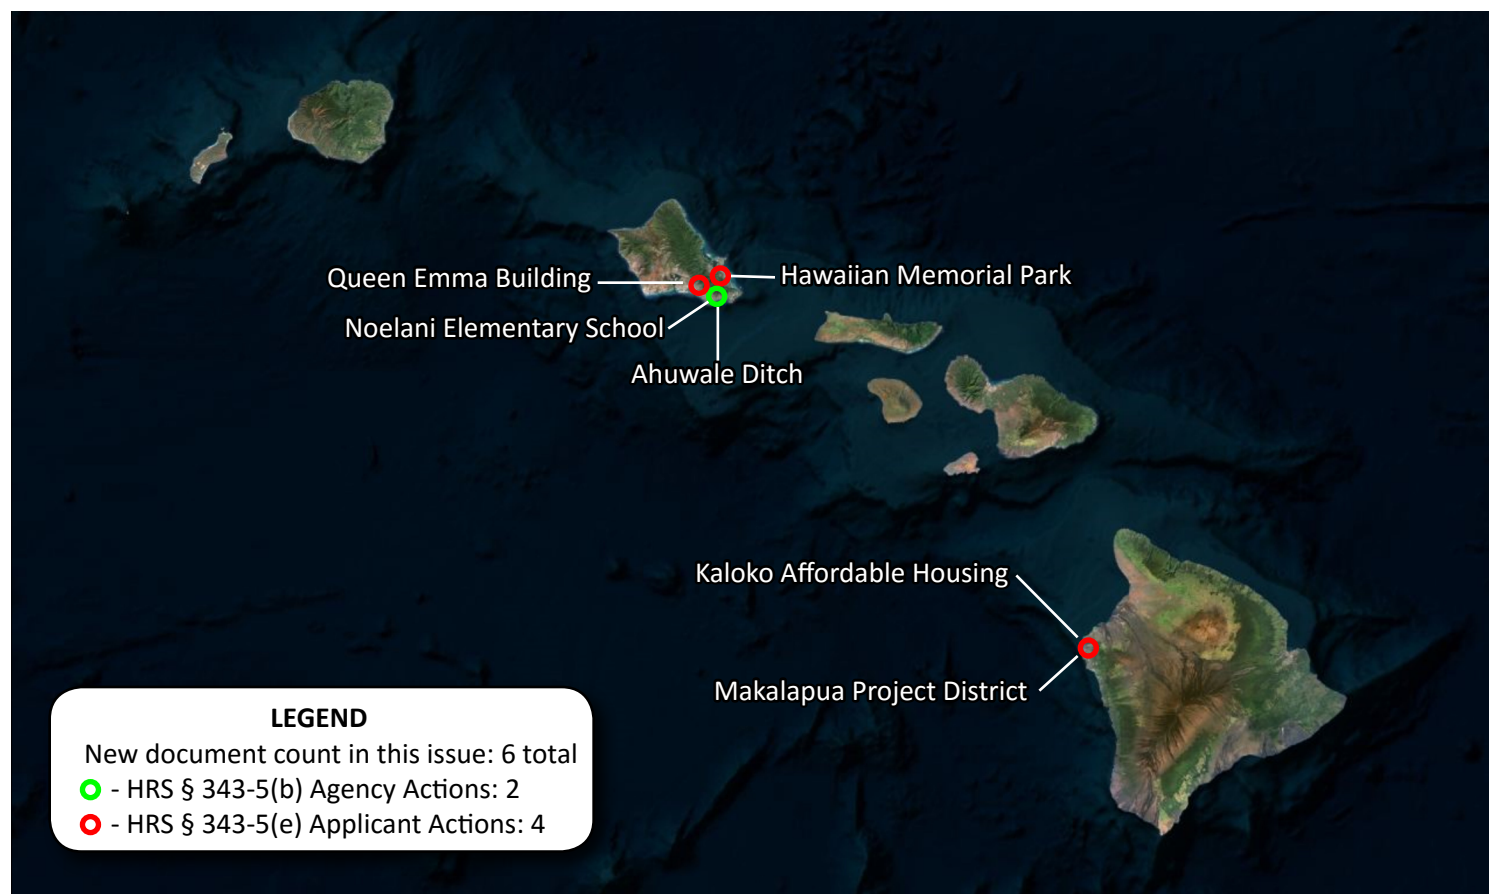 Queen Emma Building
Hawaiian Memorial Park
Noelani Elementary School
Ahuwale Ditch
Kaloko Affordable Housing
Makalapua Project District
LEGEND
New document count in this issue: 6 total
- HRS § 343-5(b) Agency Actions: 2
- HRS § 343-5(e) Applicant Actions: 4